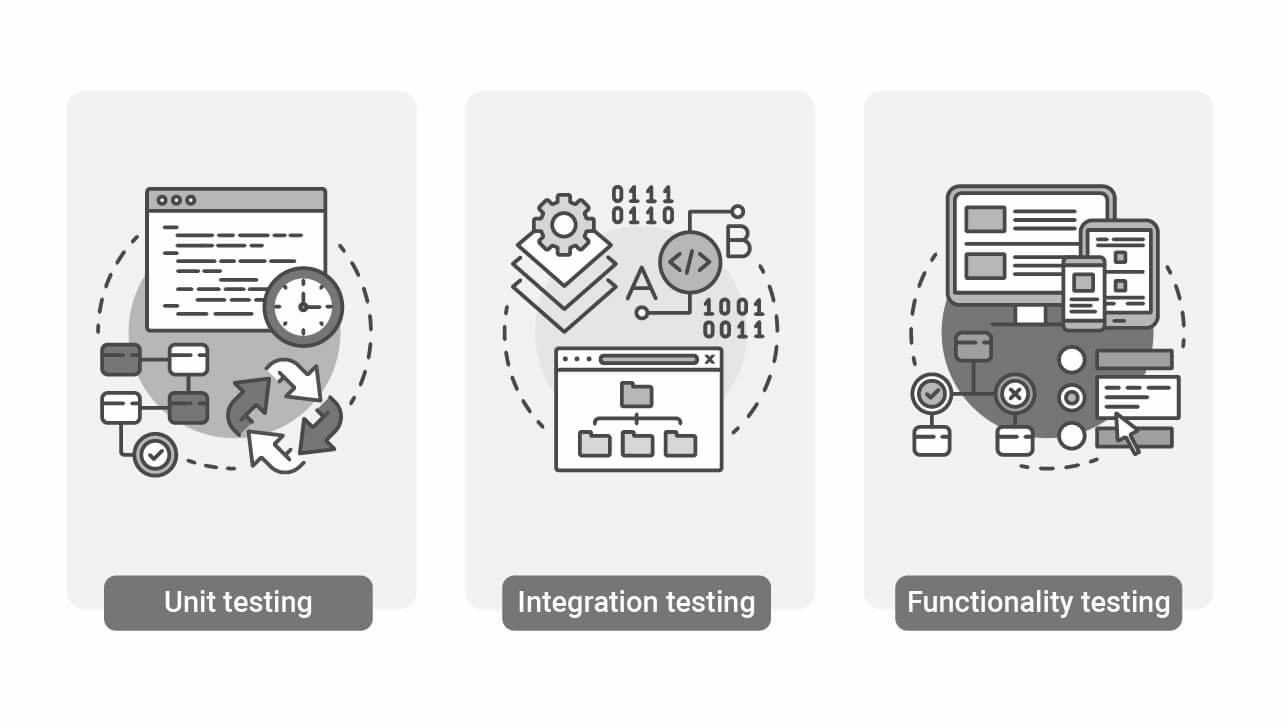 0111
0110
B
</>
A
1001
0011
x
Unit testing
Integration testing
Functionality testing